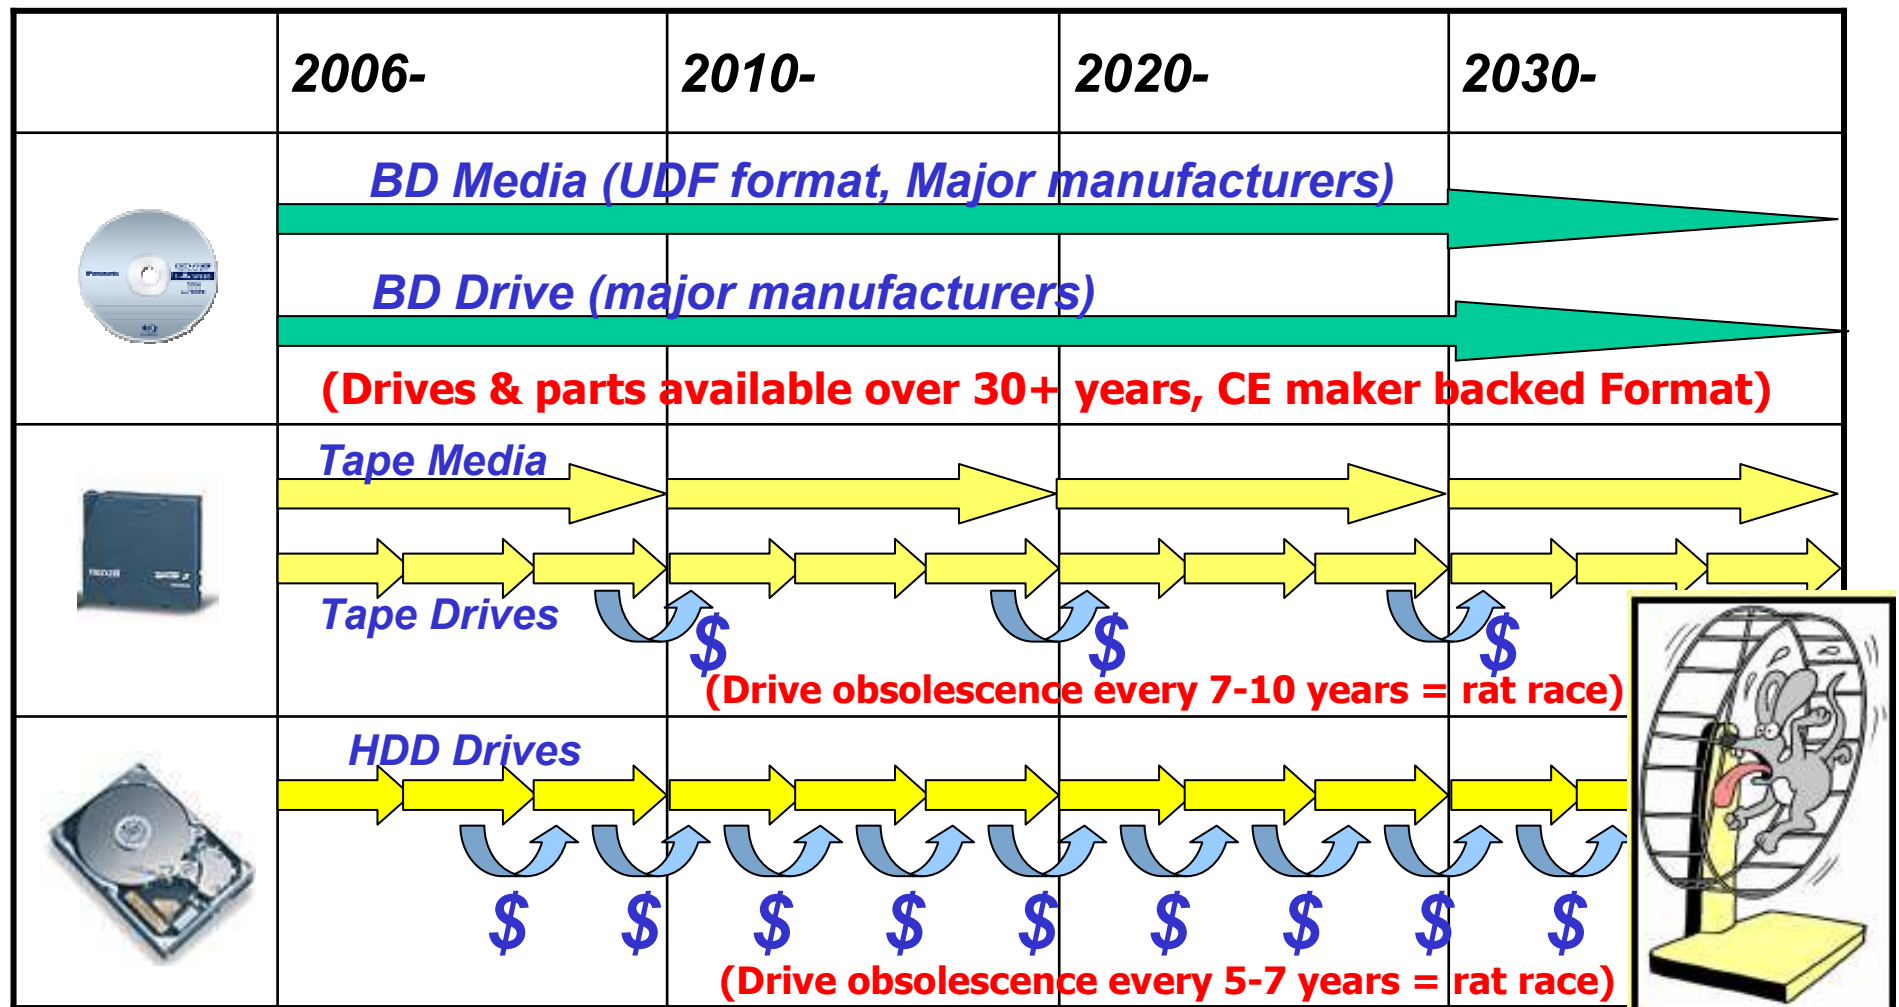 2006- 2010- 2020- 2030-
BD Media (UDF format, Major manufacturers)
BD Drive (major manufacturers)
(Drives & parts available over 30+ years, CE maker backed Format)
Panasonic
Tape Media
maxell
Tape Drives
$ $ $
(Drive obsolescence every 7-10 years = rat race)
HDD Drives
$ $ $ $ $ $ $ $ $
(Drive obsolescence every 5-7 years = rat race)